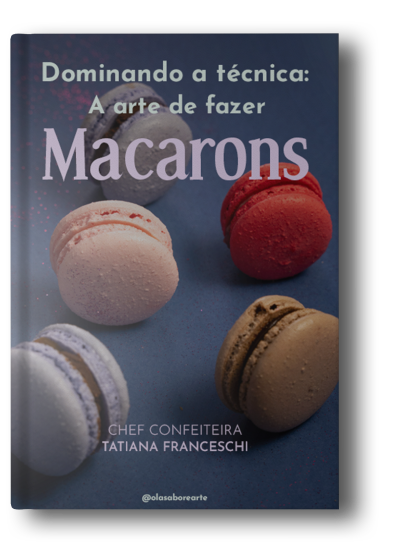 Dominando a técnica:
A arte de fazer
Macarons
CHEF CONFEITEIRA
TATIANA FRANCESCHI
@olasaborearte